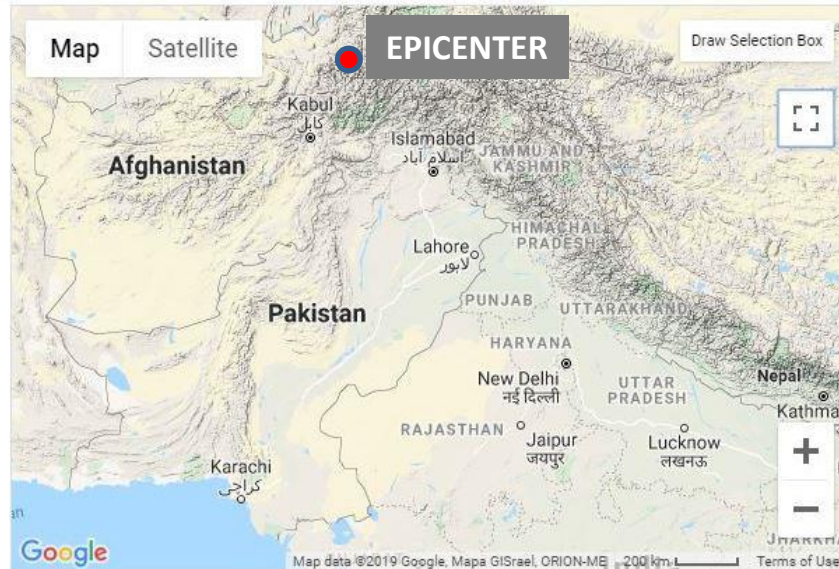 Map
Satellite
EPICENTER
Draw Selection Box
Kabul
کابل
Islamabad
اسلام آباد
JAMMU AND
KASHMIR
Afghanistan
HIMACHAL
PRADESH
Lahore
لاہور
PUNJAB
UTTARAKHAND
Pakistan
HARYANA
New Delhi
नई दिल्ली
UTTAR
PRADESH
Nepal
Kathma
RAJASTHAN
Jaipur
जयपुर
Lucknow
लखनऊ
Karachi
کراچی
+
−
JHARKHA
Google
Map data ©2019 Google, Mapa GISrael, ORION-ME
200 km
Terms of Use